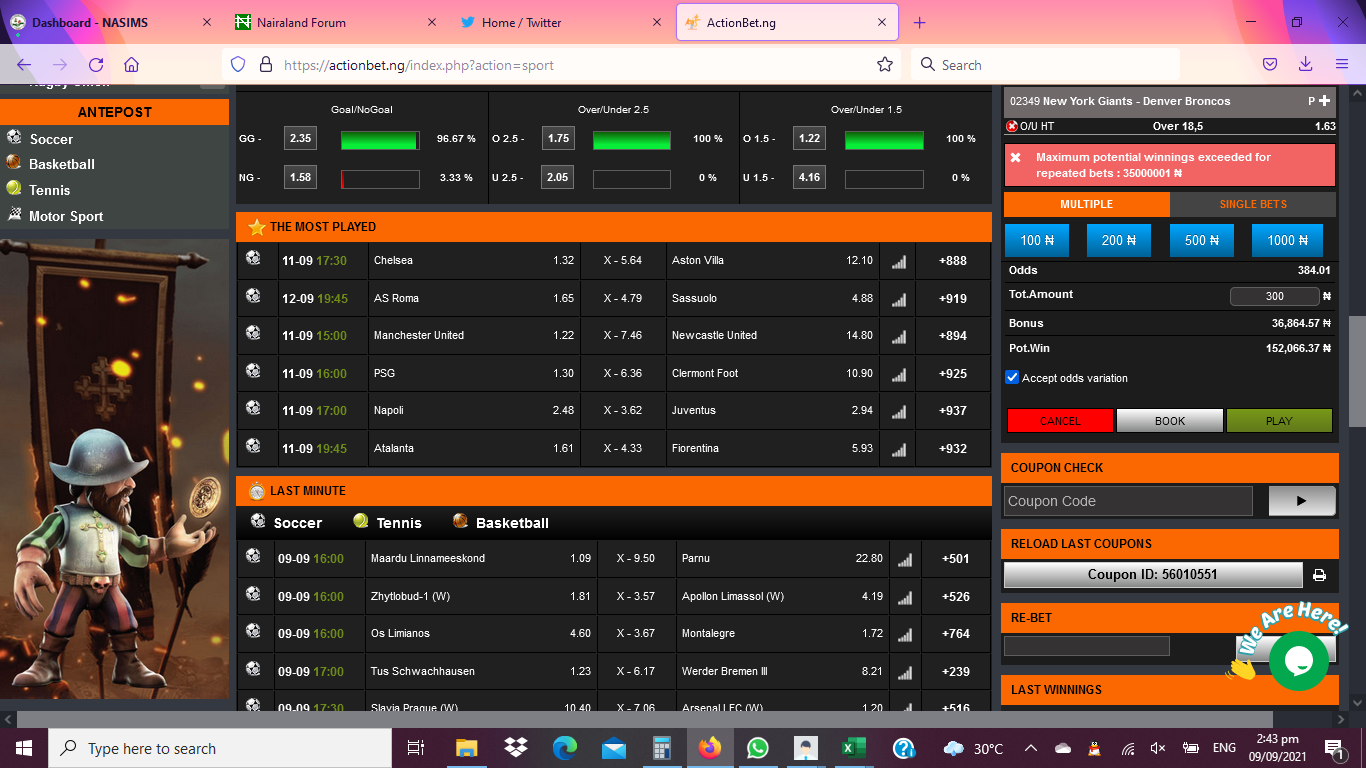 Dashboard - NASIMS
Nairaland Forum
Home / Twitter
ActionBet.ng
https://actionbet.ng/index.php?action=sport
Search
ANTEPOST
Soccer
Basketball
Tennis
Motor Sport
Goal/NoGoal Over/Under 2.5 Over/Under 1.5
GG - 2.35 96.67 % O 2.5 - 1.75 100 % O 1.5 - 1.22 100 %
NG - 1.58 3.33 % U 2.5 - 2.05 0 % U 1.5 - 4.16 0 %
THE MOST PLAYED
11-09 17:30 Chelsea 1.32 X - 5.64 Aston Villa 12.10 +888
12-09 19:45 AS Roma 1.65 X - 4.79 Sassuolo 4.88 +919
11-09 15:00 Manchester United 1.22 X - 7.46 Newcastle United 14.80 +894
11-09 16:00 PSG 1.30 X - 6.36 Clermont Foot 10.90 +925
11-09 17:00 Napoli 2.48 X - 3.62 Juventus 2.94 +937
11-09 19:45 Atalanta 1.61 X - 4.33 Fiorentina 5.93 +932
LAST MINUTE
Soccer Tennis Basketball
09-09 16:00 Maardu Linnameeskond 1.09 X - 9.50 Parnu 22.80 +501
09-09 16:00 Zhytlobud-1 (W) 1.81 X - 3.57 Apollon Limassol (W) 4.19 +526
09-09 16:00 Os Limianos 4.60 X - 3.67 Montalegre 1.72 +764
09-09 17:00 Tus Schwachhausen 1.23 X - 6.17 Werder Bremen III 8.21 +239
09-09 17:30 Slavia Prague (W) 10.40 X - 7.06 Arsenal LFC (W) 1.20 +516
02349 New York Giants - Denver Broncos P
O/U HT Over 18,5 1.63
Maximum potential winnings exceeded for
repeated bets : 35000001 ₦
MULTIPLE SINGLE BETS
100 ₦ 200 ₦ 500 ₦ 1000 ₦
Odds 384.01
Tot.Amount 300 ₦
Bonus 36,864.57 ₦
Pot.Win 152,066.37 ₦
Accept odds variation
CANCEL BOOK PLAY
COUPON CHECK
Coupon Code
RELOAD LAST COUPONS
Coupon ID: 56010551
RE-BET
We Are Here!
LAST WINNINGS
Type here to search
30°C
ENG
2:43 pm
09/09/2021
1